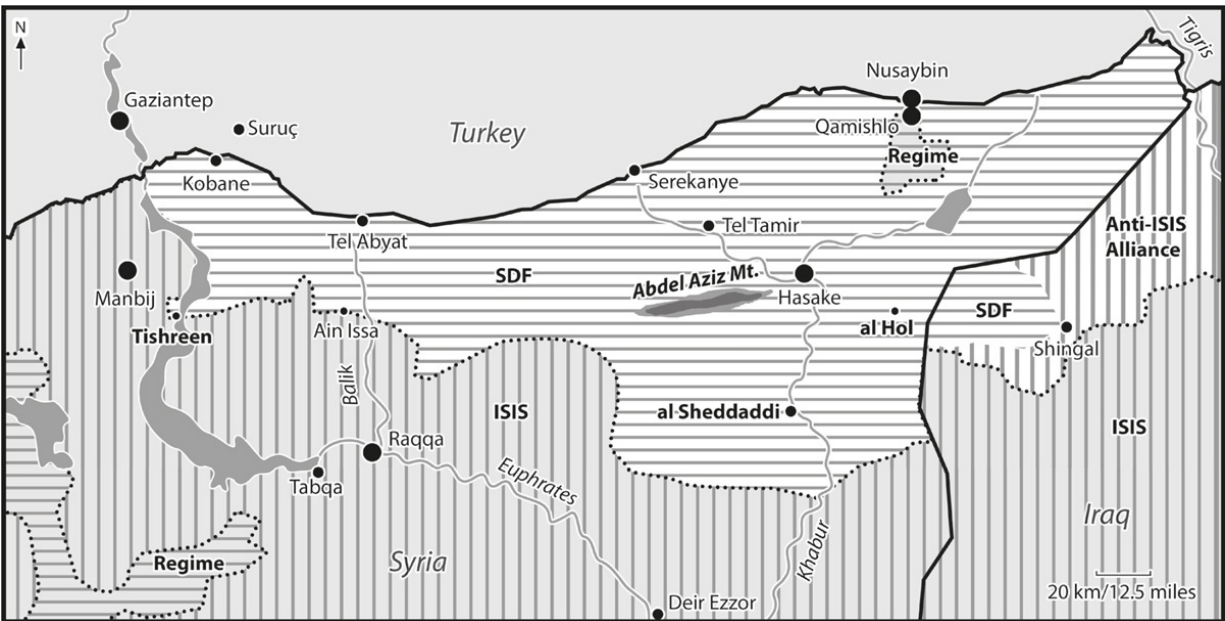 N
Tigris
Nusaybin
Gaziantep
Suruç
Turkey
Qamishlo
Regime
Kobane
Serekanye
Tel Abyat
Tel Tamir
Anti-ISIS
Alliance
SDF
Abdel Aziz Mt.
Manbij
Hasake
Tishreen
Ain Issa
al Hol
SDF
Shingal
Balik
ISIS
al Sheddaddi
ISIS
Raqqa
Euphrates
Tabqa
Khabur
Iraq
Regime
Syria
20 km/12.5 miles
Deir Ezzor